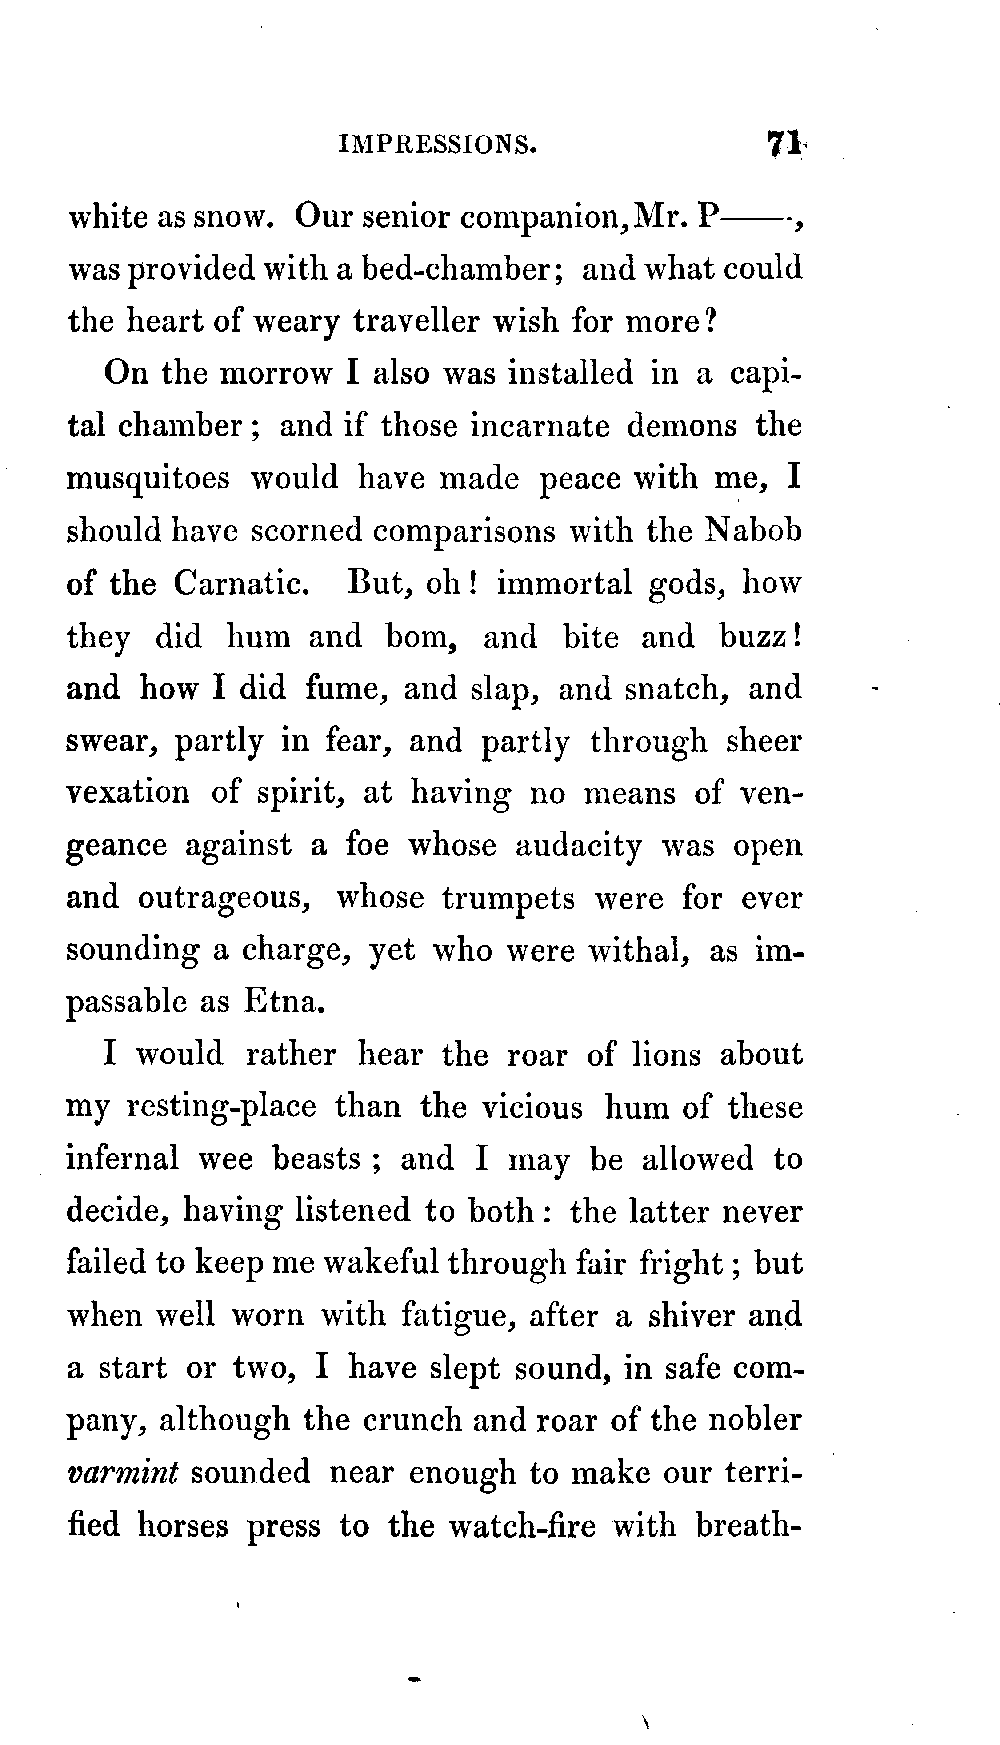 IMPRESSIONS. 71
white as snow. Our senior companion, Mr. P——,
was provided with a bed-chamber; and what could
the heart of weary traveller wish for more?
On the morrow I also was installed in a capi-
tal chamber; and if those incarnate demons the
musquitoes would have made peace with me, I
should have scorned comparisons with the Nabob
of the Carnatic. But, oh! immortal gods, how
they did hum and bom, and bite and buzz!
and how I did fume, and slap, and snatch, and
swear, partly in fear, and partly through sheer
vexation of spirit, at having no means of ven-
geance against a foe whose audacity was open
and outrageous, whose trumpets were for ever
sounding a charge, yet who were withal, as im-
passable as Etna.
I would rather hear the roar of lions about
my resting-place than the vicious hum of these
infernal wee beasts; and I may be allowed to
decide, having listened to both: the latter never
failed to keep me wakeful through fair fright; but
when well worn with fatigue, after a shiver and
a start or two, I have slept sound, in safe com-
pany, although the crunch and roar of the nobler
varmint sounded near enough to make our terri-
fied horses press to the watch-fire with breath-